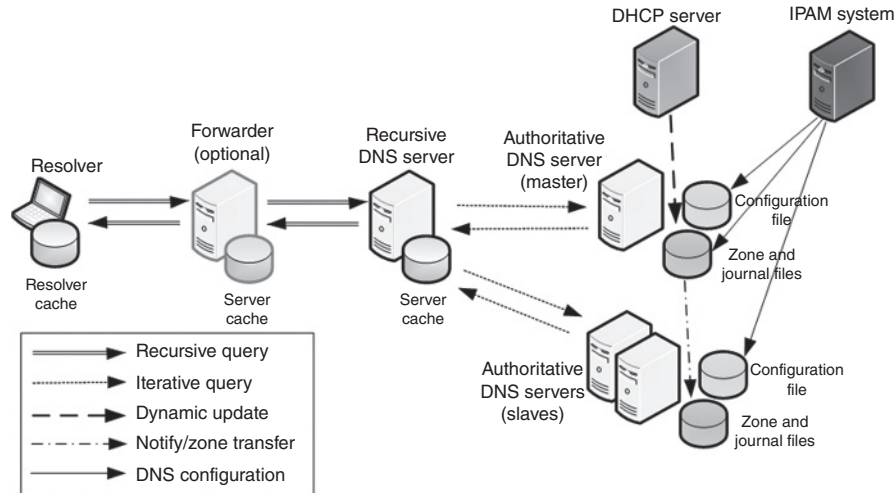 DHCP server
IPAM system
Forwarder
(optional)
Recursive
DNS server
Authoritative
DNS server
(master)
Resolver
Configuration
file
Zone and
journal files
Resolver
cache
Server
cache
Server
cache
Authoritative
DNS servers
(slaves)
Configuration
file
Zone and
journal files
Recursive query
Iterative query
Dynamic update
Notify/zone transfer
DNS configuration